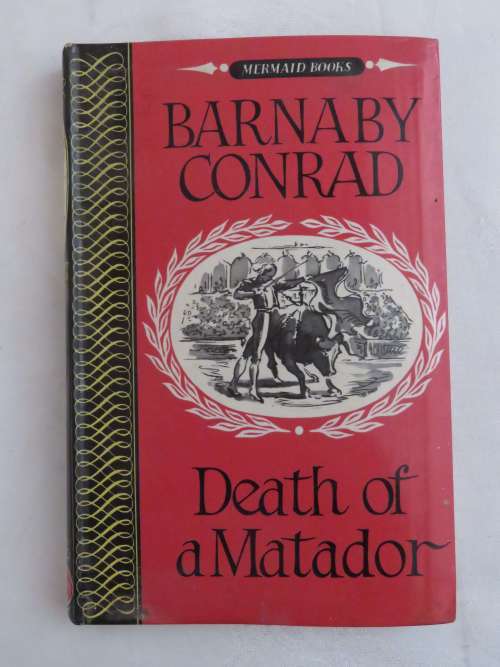 MERMAID BOOKS
BARNABY
CONRAD
Death of
a Matador